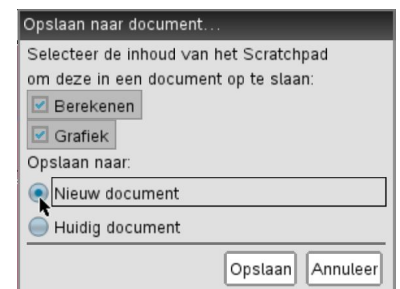 Opslaan naar document...
Selecteer de inhoud van het Scratchpad
om deze in een document op te slaan:
Berekenen
Grafiek
Opslaan naar:
Nieuw document
Huidig document
Opslaan Annuleer